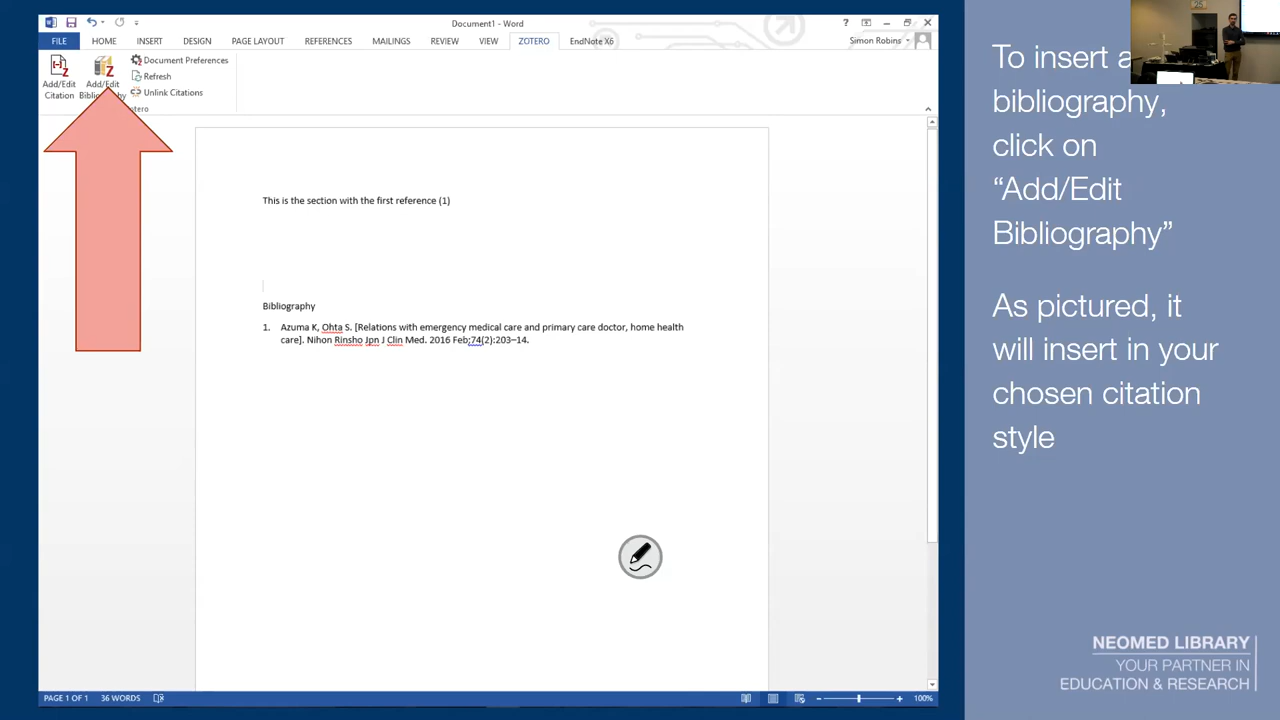 Document1 - Word
FILE HOME INSERT DESIGN PAGE LAYOUT REFERENCES MAILINGS REVIEW VIEW ZOTERO EndNote X6
Simon Robins
Add/Edit
Citation
Add/Edit
Document Preferences
Refresh
Unlink Citations
This is the section with the first reference (1)
Bibliography
1. Azuma K, Ohta S. [Relations with emergency medical care and primary care doctor, home health
care]. Nihon Rinsho Jpn J Clin Med. 2016 Feb;74(2):203–14.
PAGE 1 OF 1 36 WORDS
100%
To insert a
bibliography,
click on
“Add/Edit
Bibliography”
As pictured, it
will insert in your
chosen citation
style
NEOMED LIBRARY
YOUR PARTNER IN
EDUCATION & RESEARCH